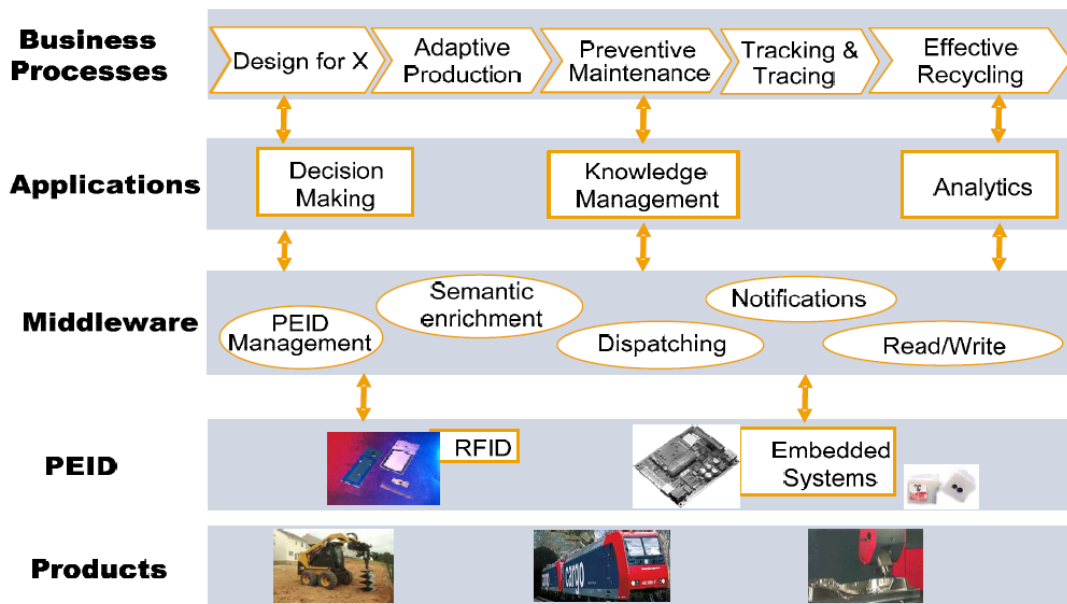 Business
Processes
Design for X
Adaptive
Production
Preventive
Maintenance
Tracking &
Tracing
Effective
Recycling
Applications
Decision
Making
Knowledge
Management
Analytics
Middleware
PEID
Management
Semantic
enrichment
Dispatching
Notifications
Read/Write
PEID
RFID
Embedded
Systems
Products
cargo
cargo